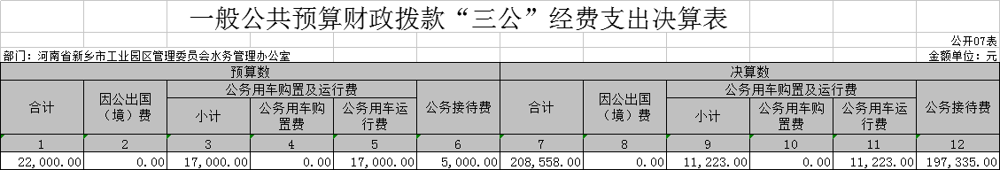 一般公共预算财政拨款“三公”经费支出决算表
公开07表
部门：河南省新乡市工业园区管理委员会水务管理办公室 金额单位：元
预算数 决算数
合计 因公出国（境）费 公务用车购置及运行费 公务接待费 合计 因公出国（境）费 公务用车购置及运行费 公务接待费
小计 公务用车购置费 公务用车运行费 小计 公务用车购置费 公务用车运行费
1 2 3 4 5 6 7 8 9 10 11 12
22,000.00 0.00 17,000.00 0.00 17,000.00 5,000.00 208,558.00 0.00 11,223.00 0.00 11,223.00 197,335.00